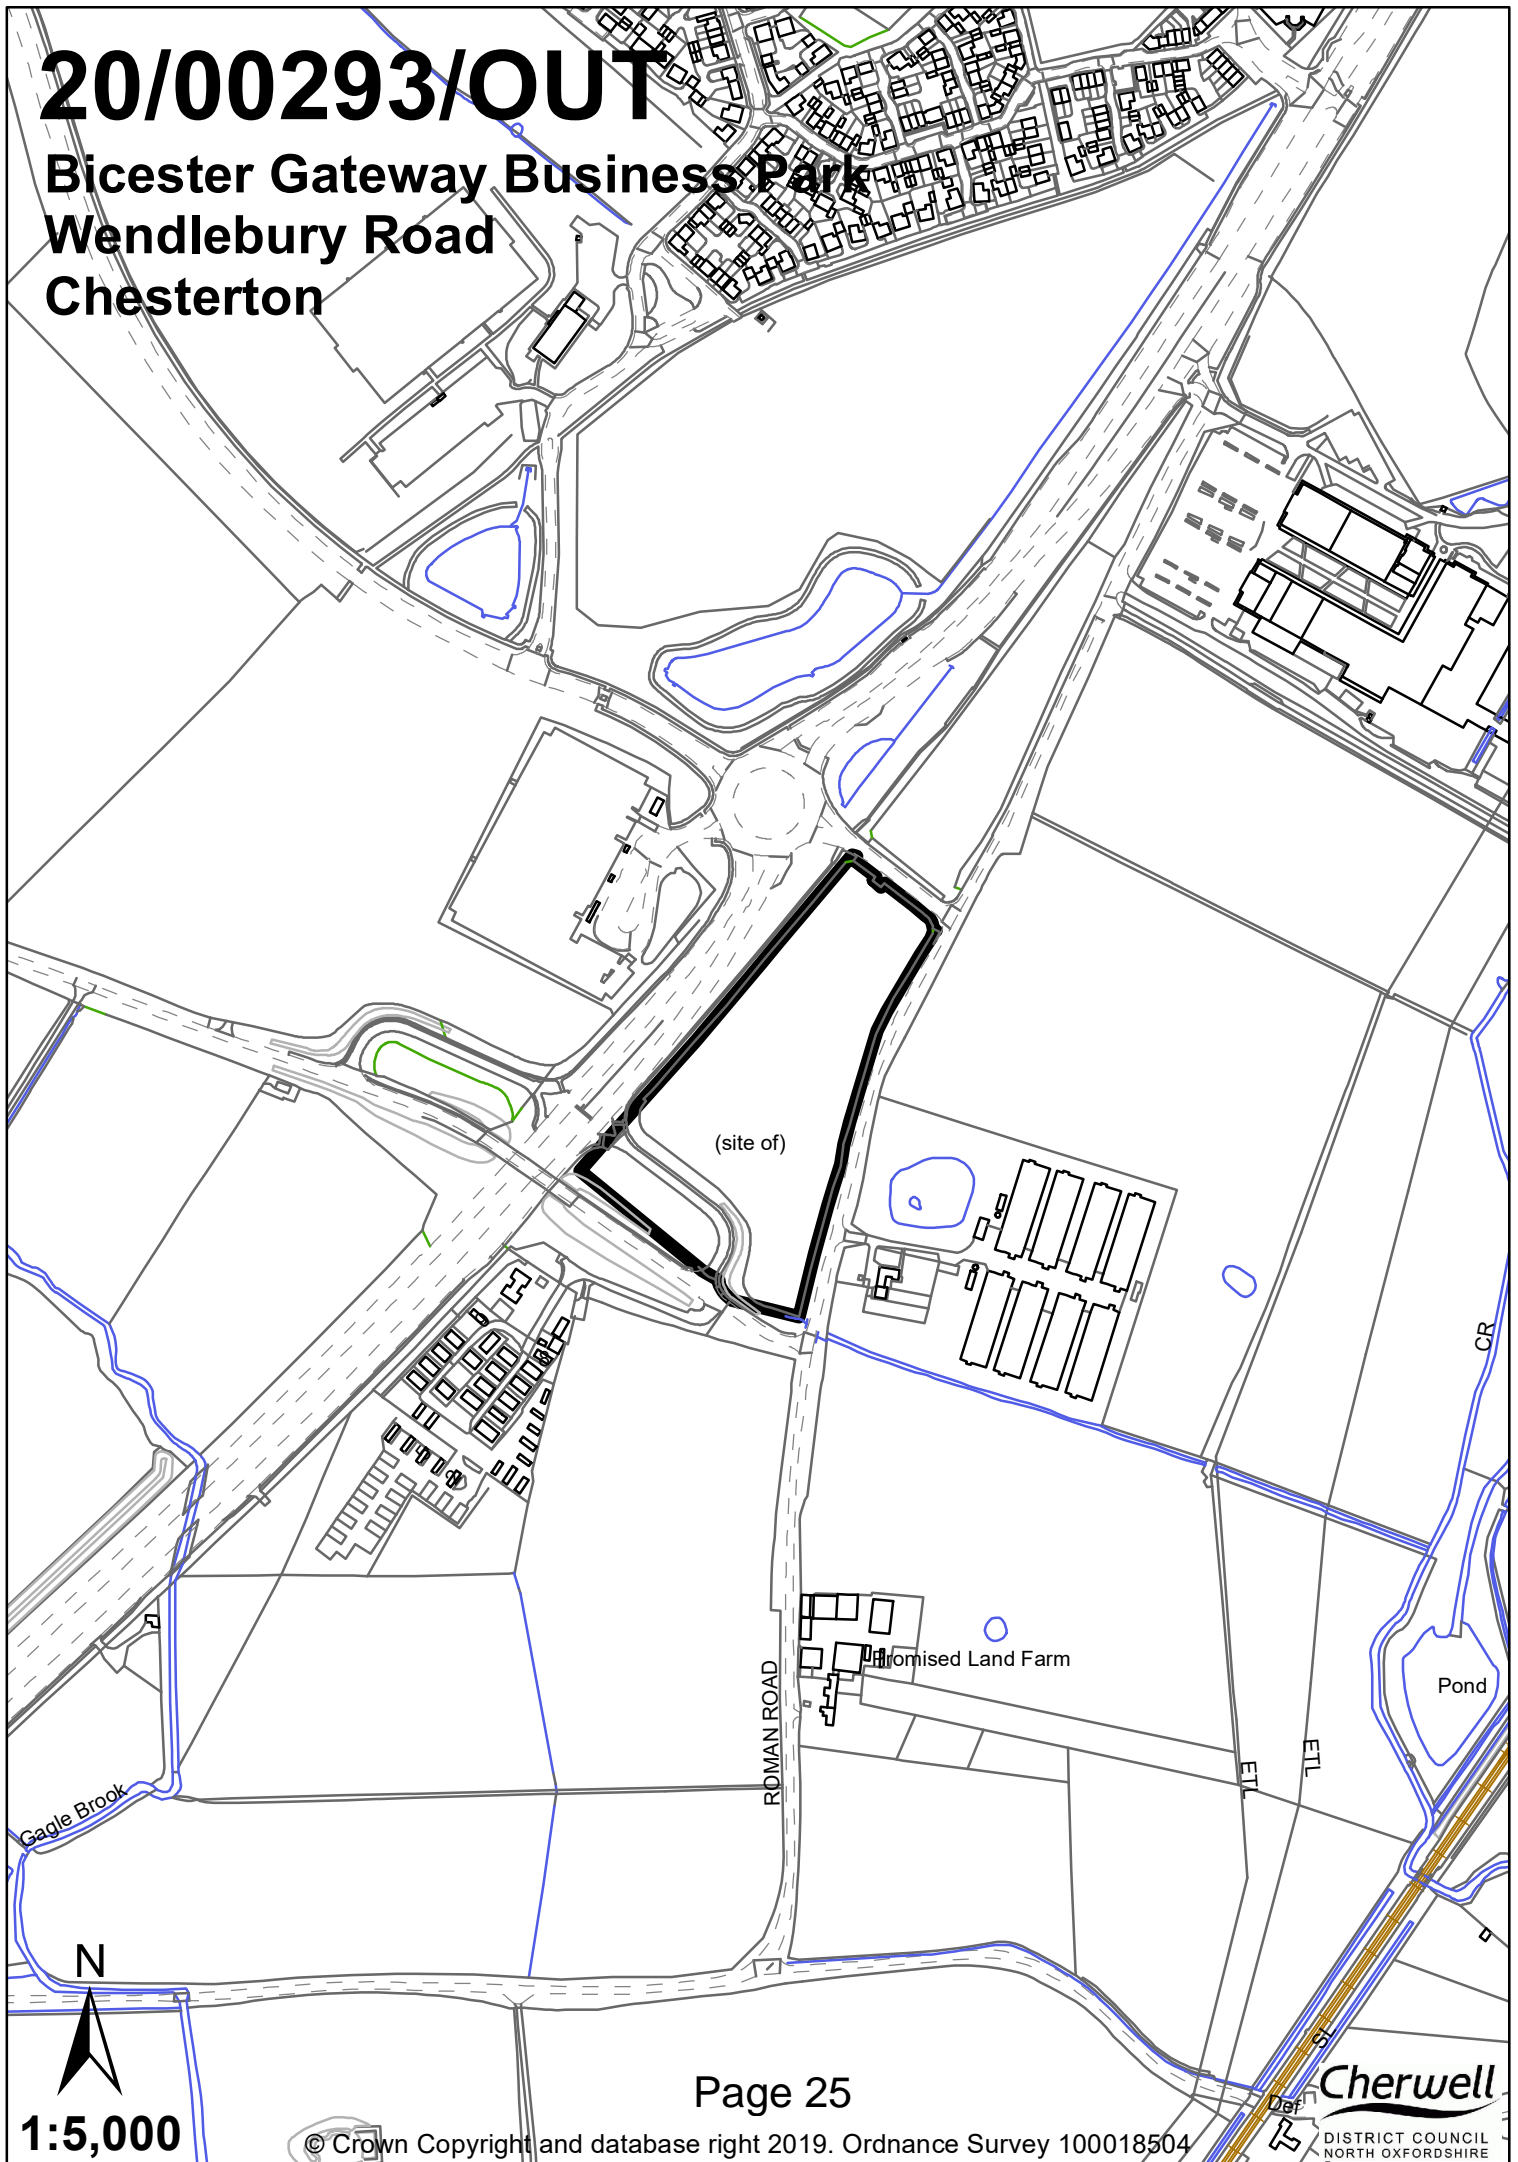 20/00293/OUT
Bicester Gateway Business Park
Wendlebury Road
Chesterton
(site of)
CR
Promised Land Farm
Pond
ROMAN ROAD
ETL
ETL
Gagle Brook
N
SL
Def
1:5,000
Page 25
© Crown Copyright and database right 2019. Ordnance Survey 100018504
Cherwell
DISTRICT COUNCIL
NORTH OXFORDSHIRE